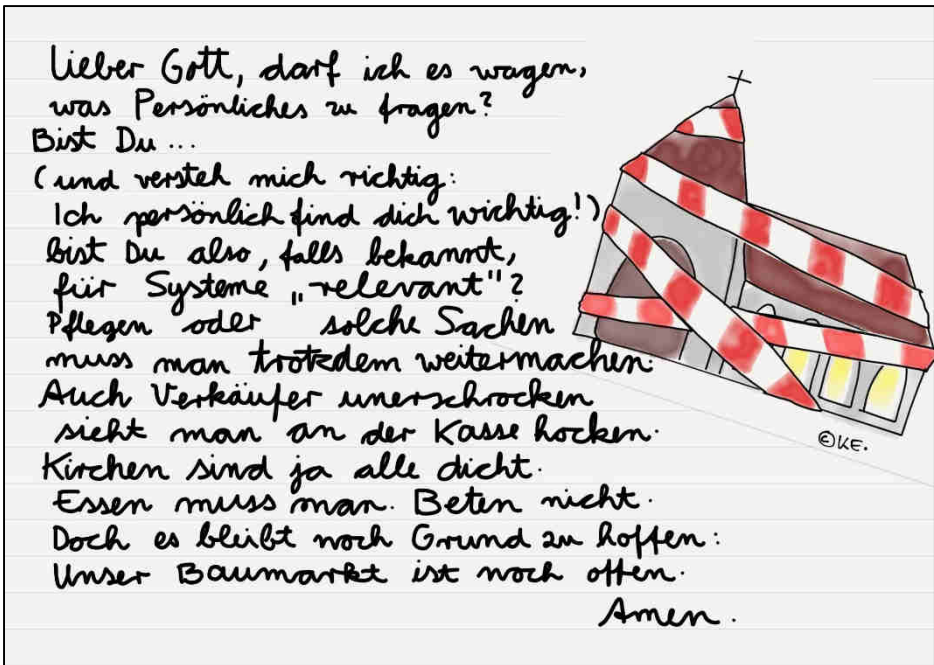 Lieber Gott, darf ich es wagen,
was Persönliches zu fragen?
Bist Du...
(und versteh mich richtig:
Ich persönlich find dich wichtig!)
bist Du also, falls bekannt,
für Systeme „relevant"?
Pflegen oder solche Sachen
muss man trotzdem weitermachen.
Auch Verkäufer unerschrocken
sieht man an der Kasse hocken.
Kirchen sind ja alle dicht.
Essen muss man. Beten nicht.
Doch es bleibt noch Grund zu hoffen:
Unser Baumarkt ist noch offen.
Amen.
©KE.